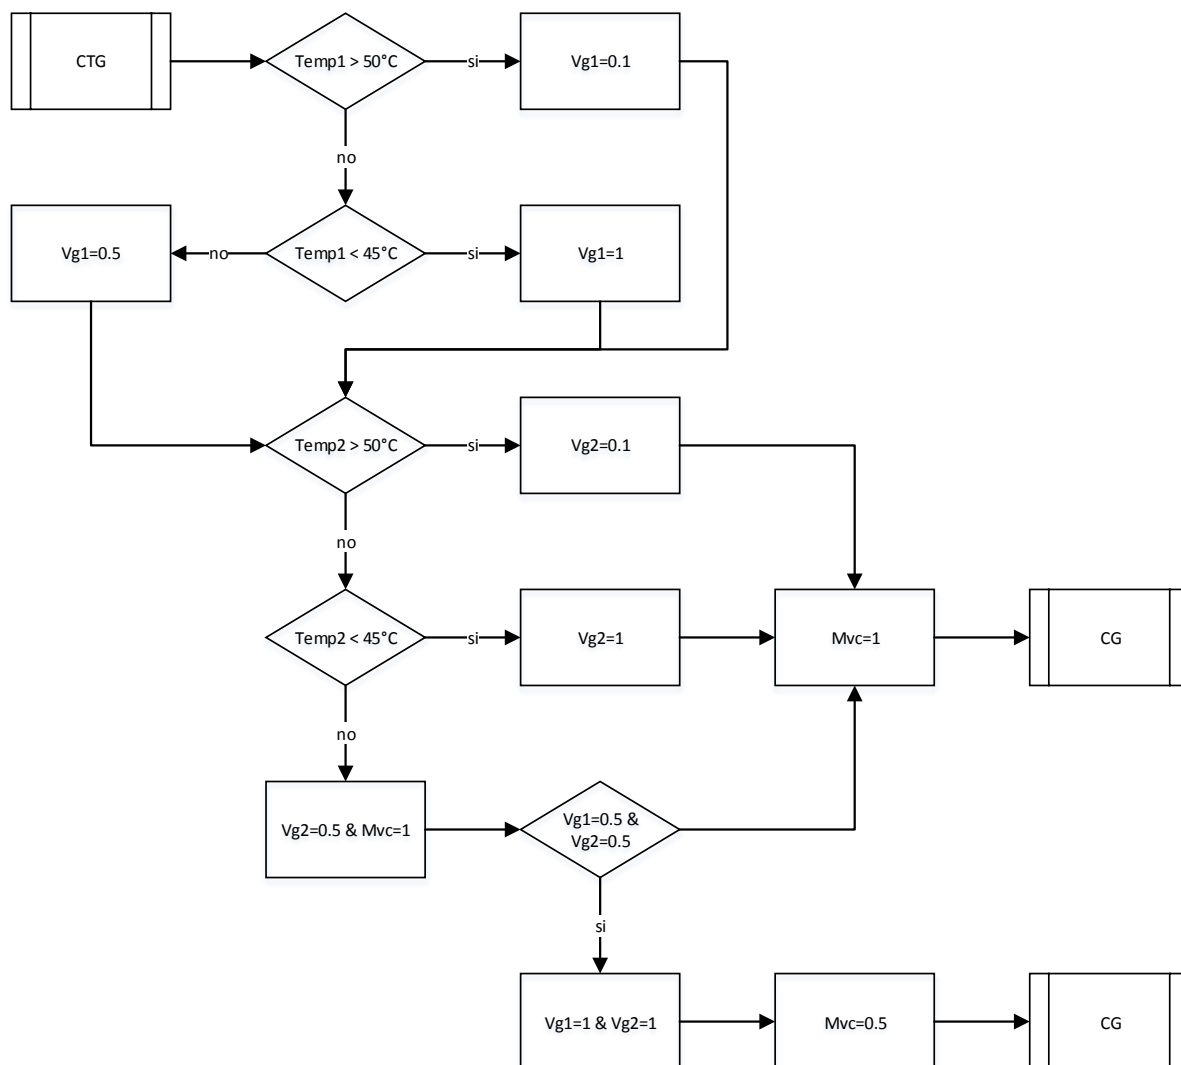 CTG
Temp1 > 50°C
si
Vg1=0.1
no
Vg1=0.5
no
Temp1 < 45°C
si
Vg1=1
Temp2 > 50°C
si
Vg2=0.1
no
Temp2 < 45°C
si
Vg2=1
Mvc=1
CG
no
Vg2=0.5 & Mvc=1
Vg1=0.5 &
Vg2=0.5
si
Vg1=1 & Vg2=1
Mvc=0.5
CG